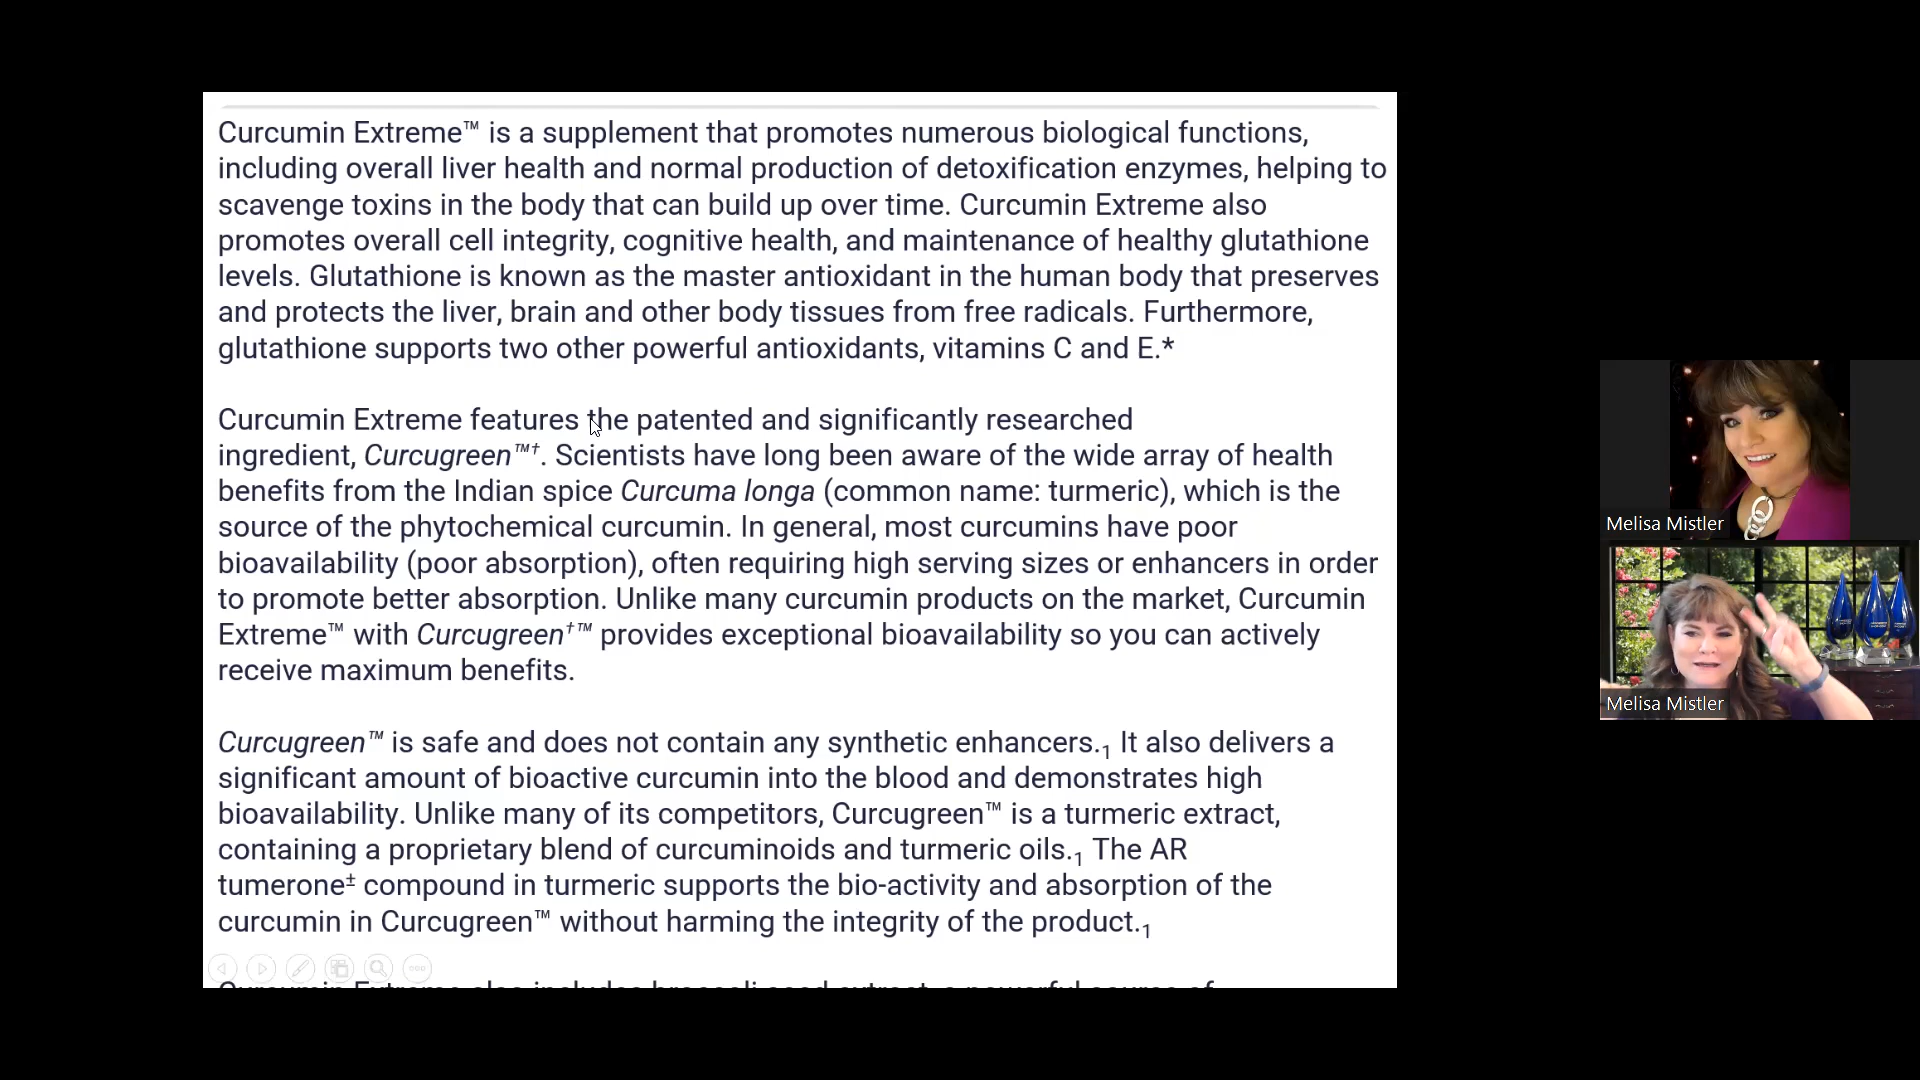 Curcumin Extreme™ is a supplement that promotes numerous biological functions,
including overall liver health and normal production of detoxification enzymes, helping to
scavenge toxins in the body that can build up over time. Curcumin Extreme also
promotes overall cell integrity, cognitive health, and maintenance of healthy glutathione
levels. Glutathione is known as the master antioxidant in the human body that preserves
and protects the liver, brain and other body tissues from free radicals. Furthermore,
glutathione supports two other powerful antioxidants, vitamins C and E.*
Curcumin Extreme features the patented and significantly researched
ingredient, Curcugreen™†. Scientists have long been aware of the wide array of health
benefits from the Indian spice Curcuma longa (common name: turmeric), which is the
source of the phytochemical curcumin. In general, most curcumins have poor
bioavailability (poor absorption), often requiring high serving sizes or enhancers in order
to promote better absorption. Unlike many curcumin products on the market, Curcumin
Extreme™ with Curcugreen†™ provides exceptional bioavailability so you can actively
receive maximum benefits.
Curcugreen™ is safe and does not contain any synthetic enhancers.₁ It also delivers a
significant amount of bioactive curcumin into the blood and demonstrates high
bioavailability. Unlike many of its competitors, Curcugreen™ is a turmeric extract,
containing a proprietary blend of curcuminoids and turmeric oils.₁ The AR
tumerone± compound in turmeric supports the bio-activity and absorption of the
curcumin in Curcugreen™ without harming the integrity of the product.₁
Curcumin Extreme also includes broccoli seed extract, a powerful source of
Melisa Mistler
Melisa Mistler